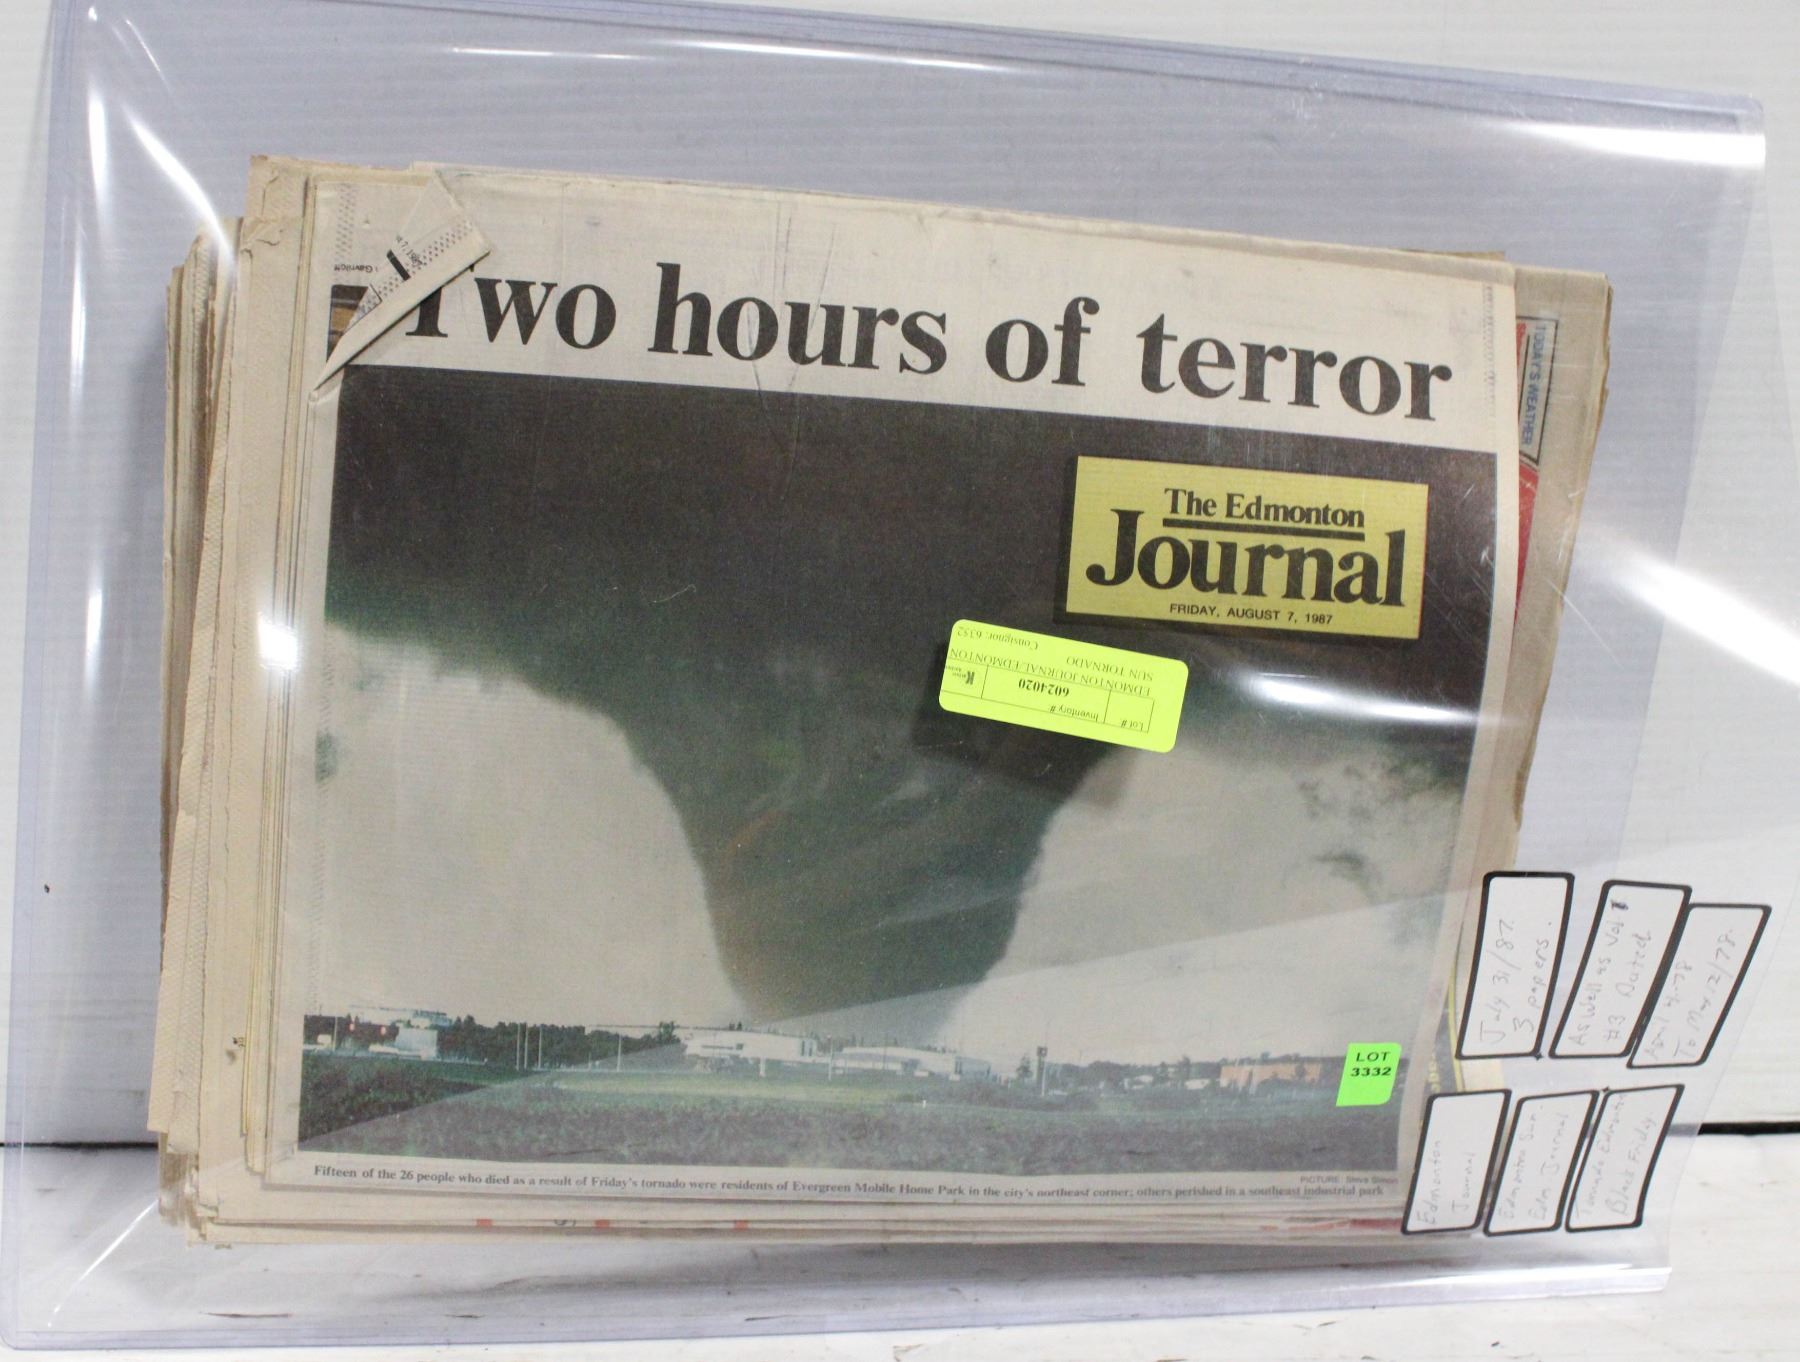 Two hours of terror
The Edmonton
Journal
FRIDAY, AUGUST 7, 1987
Lot #
Inventory #
6024020
EDMONTON JOURNAL/EDMONTON
SUN TORNADO
Consignor: 6352
LOT
3332
PICTURE: Steve Simon
Fifteen of the 26 people who died as a result of Friday's tornado were residents of Evergreen Mobile Home Park in the city's northeast corner; others perished in a southeast industrial park
TODAY'S WEATHER
July 31/87.
3 papers.
As Well as Vol 1
#3 Dated
April 4-78
To May 12/78.
Edmonton
Journal
Edmonton Sun.
Edm Journal
Tornado Edmonton
Black Friday